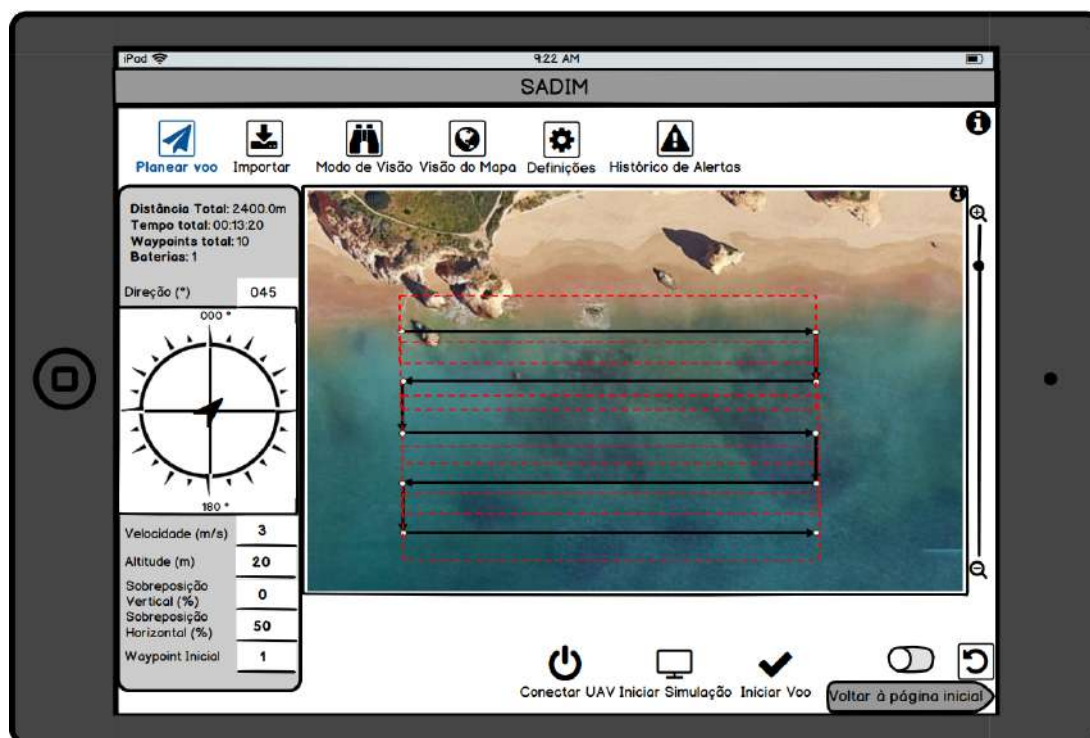 iPad
9:22 AM
SADIM
Planear voo
Importar
Modo de Visão
Visão do Mapa
Definições
Histórico de Alertas
Distância Total: 2400.0m
Tempo total: 00:13:20
Waypoints total: 10
Baterias: 1
Direção (°) 045
000 °
180 °
Velocidade (m/s) 3
Altitude (m) 20
Sobreposição
Vertical (%) 0
Sobreposição
Horizontal (%) 50
Waypoint Inicial 1
Conectar UAV
Iniciar Simulação
Iniciar Voo
Voltar à página inicial